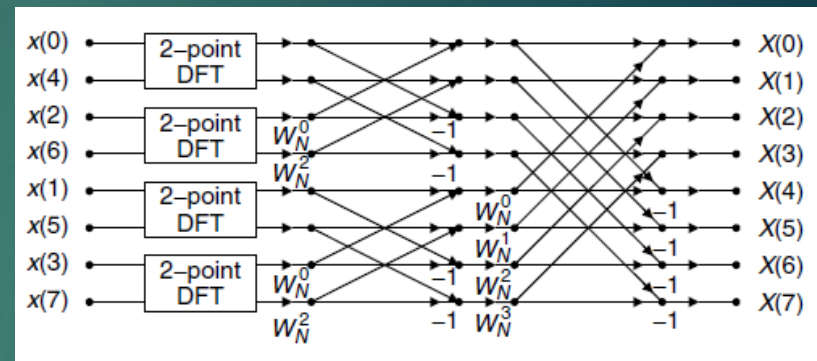 x(0) 2–point DFT X(0)
x(4) X(1)
x(2) 2–point DFT W_N^0 –1 X(2)
x(6) W_N^2 –1 X(3)
x(1) 2–point DFT W_N^0 X(4)
x(5) W_N^1 –1 X(5)
x(3) 2–point DFT W_N^0 –1 W_N^2 –1 X(6)
x(7) W_N^2 –1 W_N^3 –1 X(7)
–1